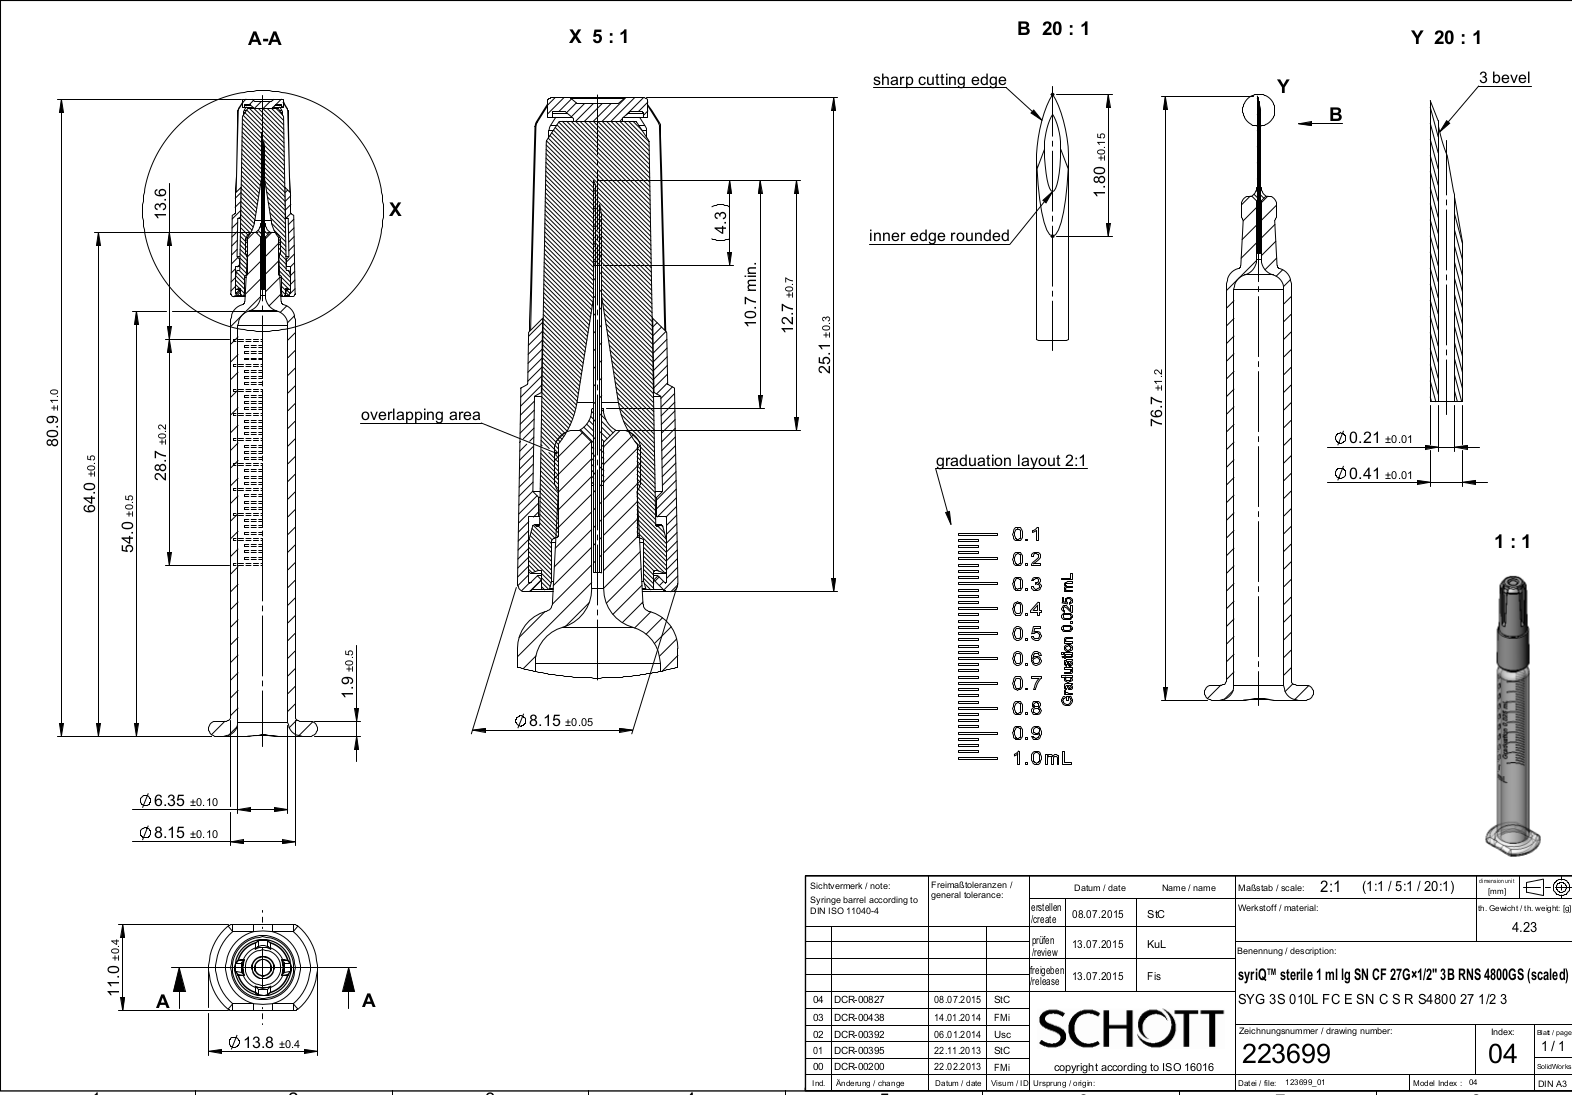 A-A
X 5 : 1
B 20 : 1
Y 20 : 1
sharp cutting edge
3 bevel
Y
B
1.80 ±0.15
13.6
X
( 4.3 )
inner edge rounded
10.7 min.
12.7 ±0.7
25.1 ±0.3
80.9 ±1.0
64.0 ±0.5
54.0 ±0.5
28.7 ±0.2
overlapping area
76.7 ±1.2
Ø0.21 ±0.01
Ø0.41 ±0.01
graduation layout 2:1
0.1
0.2
0.3
0.4
0.5
0.6
0.7
0.8
0.9
1.0mL
Graduation 0.025 mL
1 : 1
1.9 ±0.5
Ø8.15 ±0.05
Ø6.35 ±0.10
Ø8.15 ±0.10
11.0 ±0.4
A
A
Ø13.8 ±0.4
Sichtvermerk / note:
Syringe barrel according to
DIN ISO 11040-4
Freimaßtoleranzen /
general tolerance:
Datum / date Name / name
erstellen
/create 08.07.2015 StC
prüfen
/review 13.07.2015 KuL
freigeben
/release 13.07.2015 Fis
Maßstab / scale: 2:1 (1:1 / 5:1 / 20:1)
dimension unit
[mm]
Werkstoff / material:
th. Gewicht / th. weight: [g]
4.23
Benennung / description:
syriQ™ sterile 1 ml lg SN CF 27G×1/2" 3B RNS 4800GS (scaled)
SYG 3S 010L FC E SN C S R S4800 27 1/2 3
04 DCR-00827 08.07.2015 StC
03 DCR-00438 14.01.2014 FMi
02 DCR-00392 06.01.2014 Usc
01 DCR-00395 22.11.2013 StC
00 DCR-00200 22.02.2013 FMi
Ind. Änderung / change Datum / date Visum / ID
SCHOTT
copyright according to ISO 16016
Ursprung / origin:
Zeichnungsnummer / drawing number:
223699
Index:
04
Blatt / page
1 / 1
SolidWorks
Datei / file: 123699_01
Model Index : 04
DIN A3